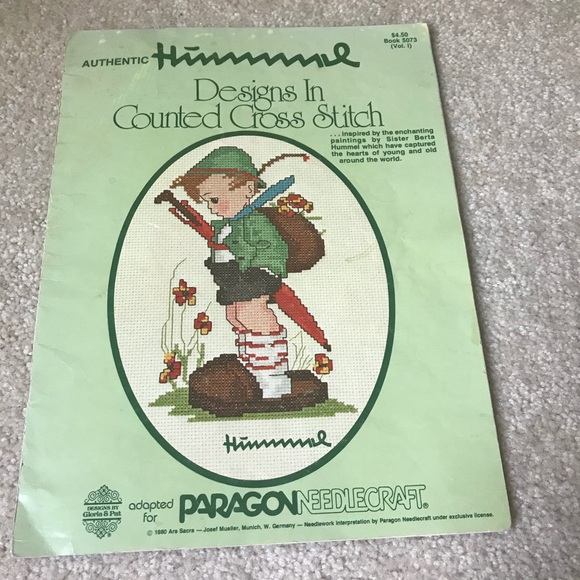 $4.50
Book 5073
(Vol. I)
AUTHENTIC Hummel
Designs In
Counted Cross Stitch
. . . inspired by the enchanting
paintings by Sister Berta
Hummel which have captured
the hearts of young and old
around the world.
Hummel
DESIGNS BY
Gloria & Pat
®
adapted
for
PARAGON NEEDLECRAFT®
© 1980 Ars Sacra — Josef Mueller, Munich, W. Germany — Needlework interpretation by Paragon Needlecraft under exclusive license.